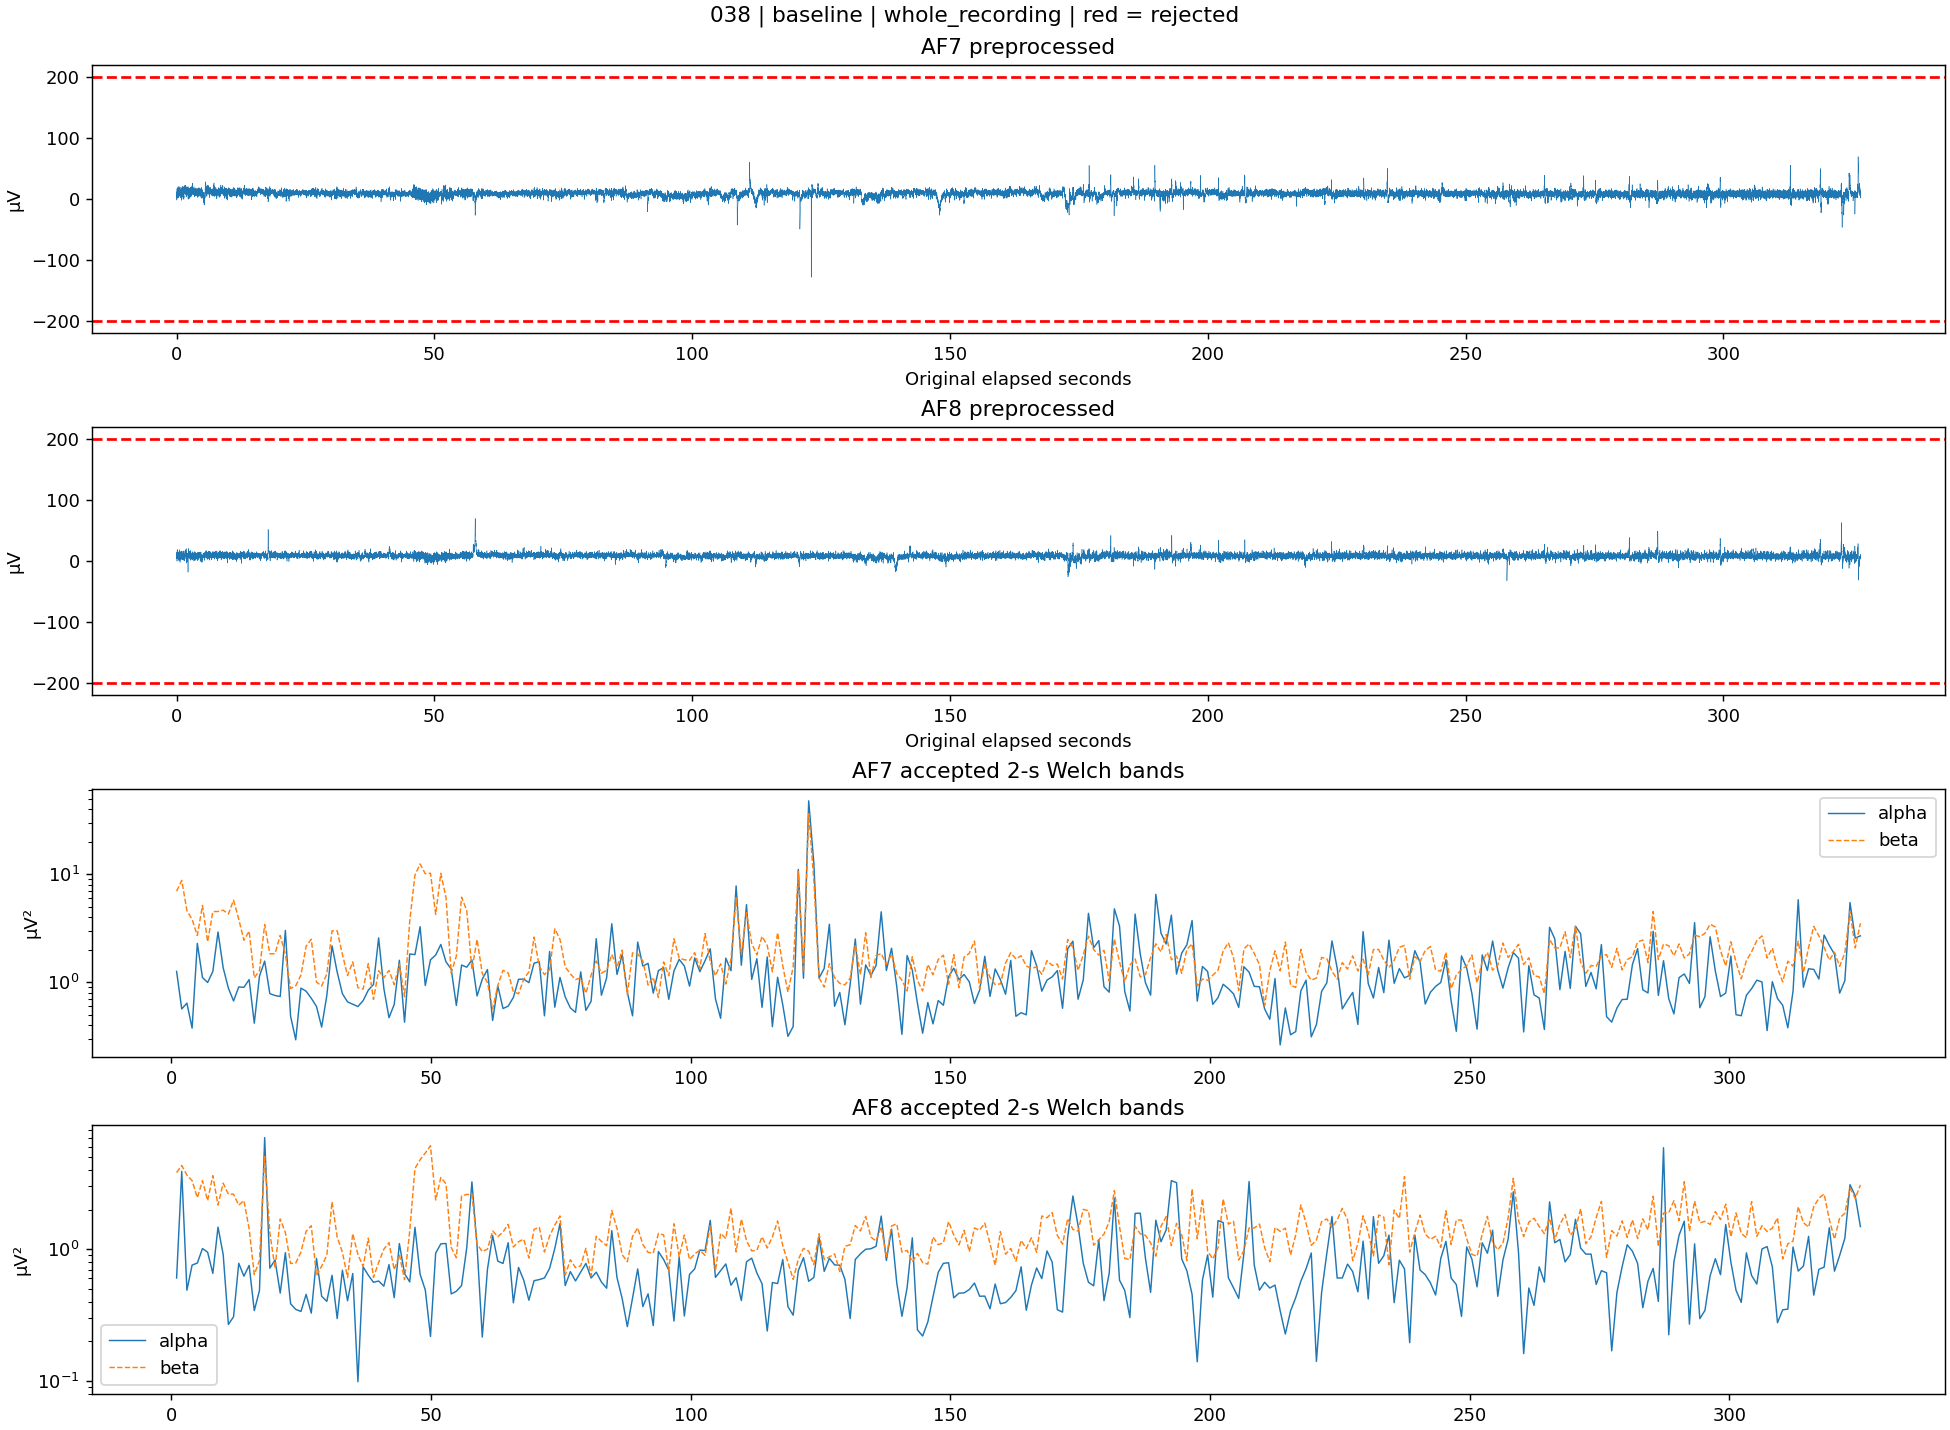 038 | baseline | whole_recording | red = rejected
AF7 preprocessed
200
100
0
−100
−200
µV
0 50 100 150 200 250 300
Original elapsed seconds
AF8 preprocessed
200
100
0
−100
−200
µV
0 50 100 150 200 250 300
Original elapsed seconds
AF7 accepted 2-s Welch bands
alpha
beta
10¹
10⁰
µV²
0 50 100 150 200 250 300
AF8 accepted 2-s Welch bands
10⁰
10⁻¹
µV²
alpha
beta
0 50 100 150 200 250 300